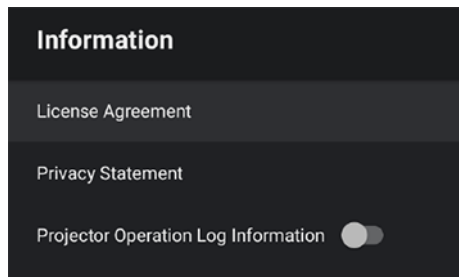 Information
License Agreement
Privacy Statement
Projector Operation Log Information